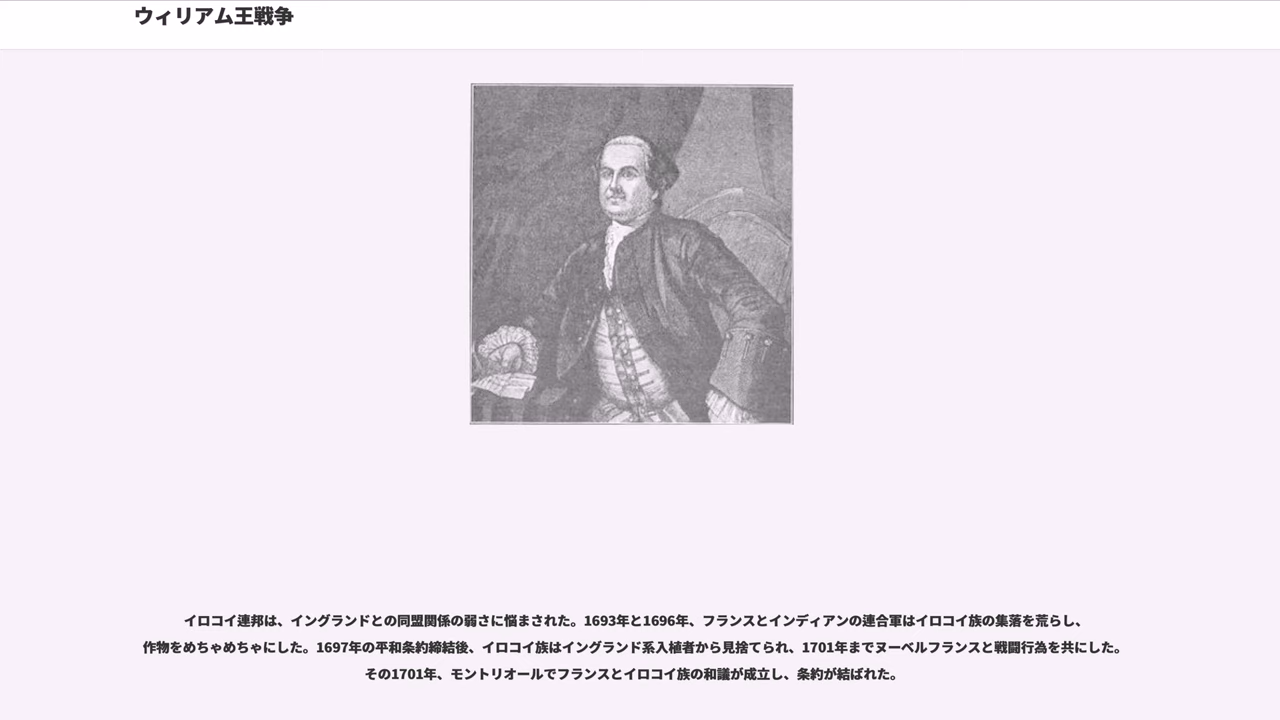 ウィリアム王戦争
イロコイ連邦は、イングランドとの同盟関係の弱さに悩まされた。1693年と1696年、フランスとインディアンの連合軍はイロコイ族の集落を荒らし、
作物をめちゃめちゃにした。1697年の平和条約締結後、イロコイ族はイングランド系入植者から見捨てられ、1701年までヌーベルフランスと戦闘行為を共にした。
その1701年、モントリオールでフランスとイロコイ族の和議が成立し、条約が結ばれた。